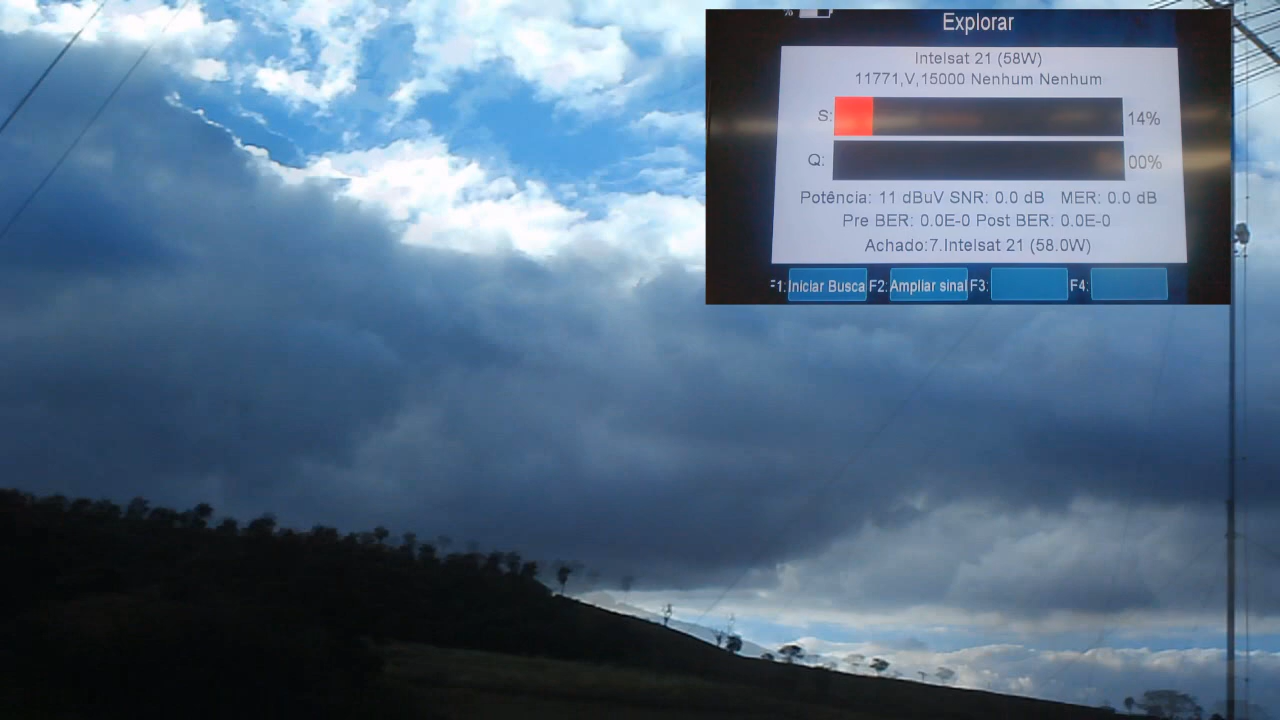 %
Explorar
Intelsat 21 (58W)
11771,V,15000 Nenhum Nenhum
S: 14%
Q: 00%
Potência: 11 dBuV SNR: 0.0 dB MER: 0.0 dB
Pre BER: 0.0E-0 Post BER: 0.0E-0
Achado:7.Intelsat 21 (58.0W)
F1: Iniciar Busca F2: Ampliar sinal F3: F4: